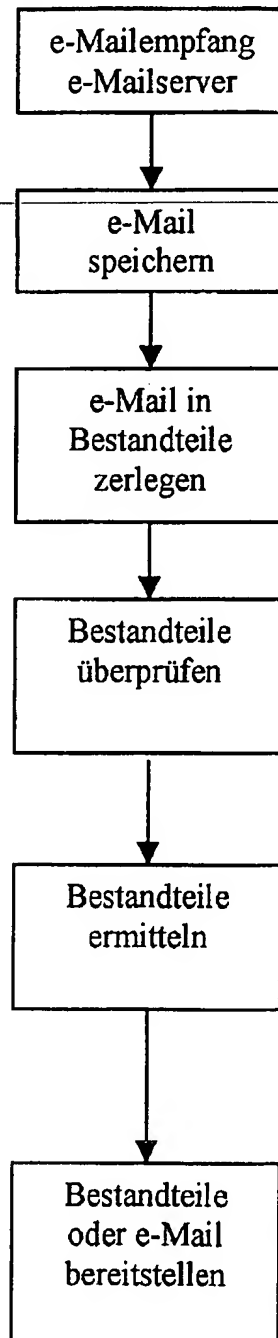 e-Mailempfang
e-Mailserver
e-Mail
speichern
e-Mail in
Bestandteile
zerlegen
Bestandteile
überprüfen
Bestandteile
ermitteln
Bestandteile
oder e-Mail
bereitstellen